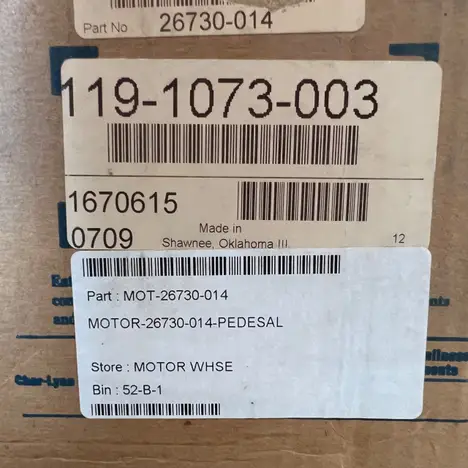 Part No 26730-014
119-1073-003
1670615
0709
Made in
Shawnee, Oklahoma III.
12
Part : MOT-26730-014
MOTOR-26730-014-PEDESAL
Store : MOTOR WHSE
Bin : 52-B-1
Char-Lynn